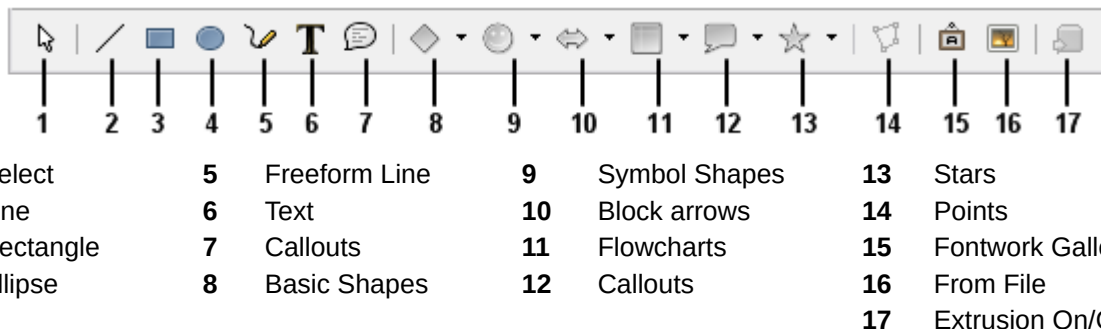 1 2 3 4 5 6 7 8 9 10 11 12 13 14 15 16 17
elect 5 Freeform Line 9 Symbol Shapes 13 Stars
ne 6 Text 10 Block arrows 14 Points
ectangle 7 Callouts 11 Flowcharts 15 Fontwork Galle
llipse 8 Basic Shapes 12 Callouts 16 From File
17 Extrusion On/